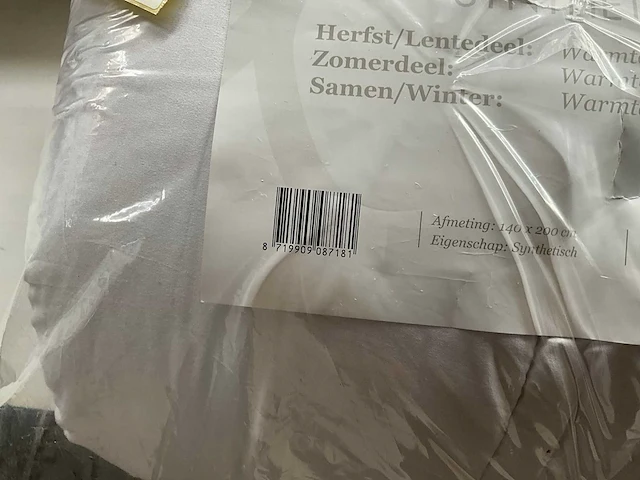 Herfst/Lentedeel:
Zomerdeel:
Samen/Winter:
8 719909 087181
Afmeting: 140 x 200 cm
Eigenschap: Synthetisch